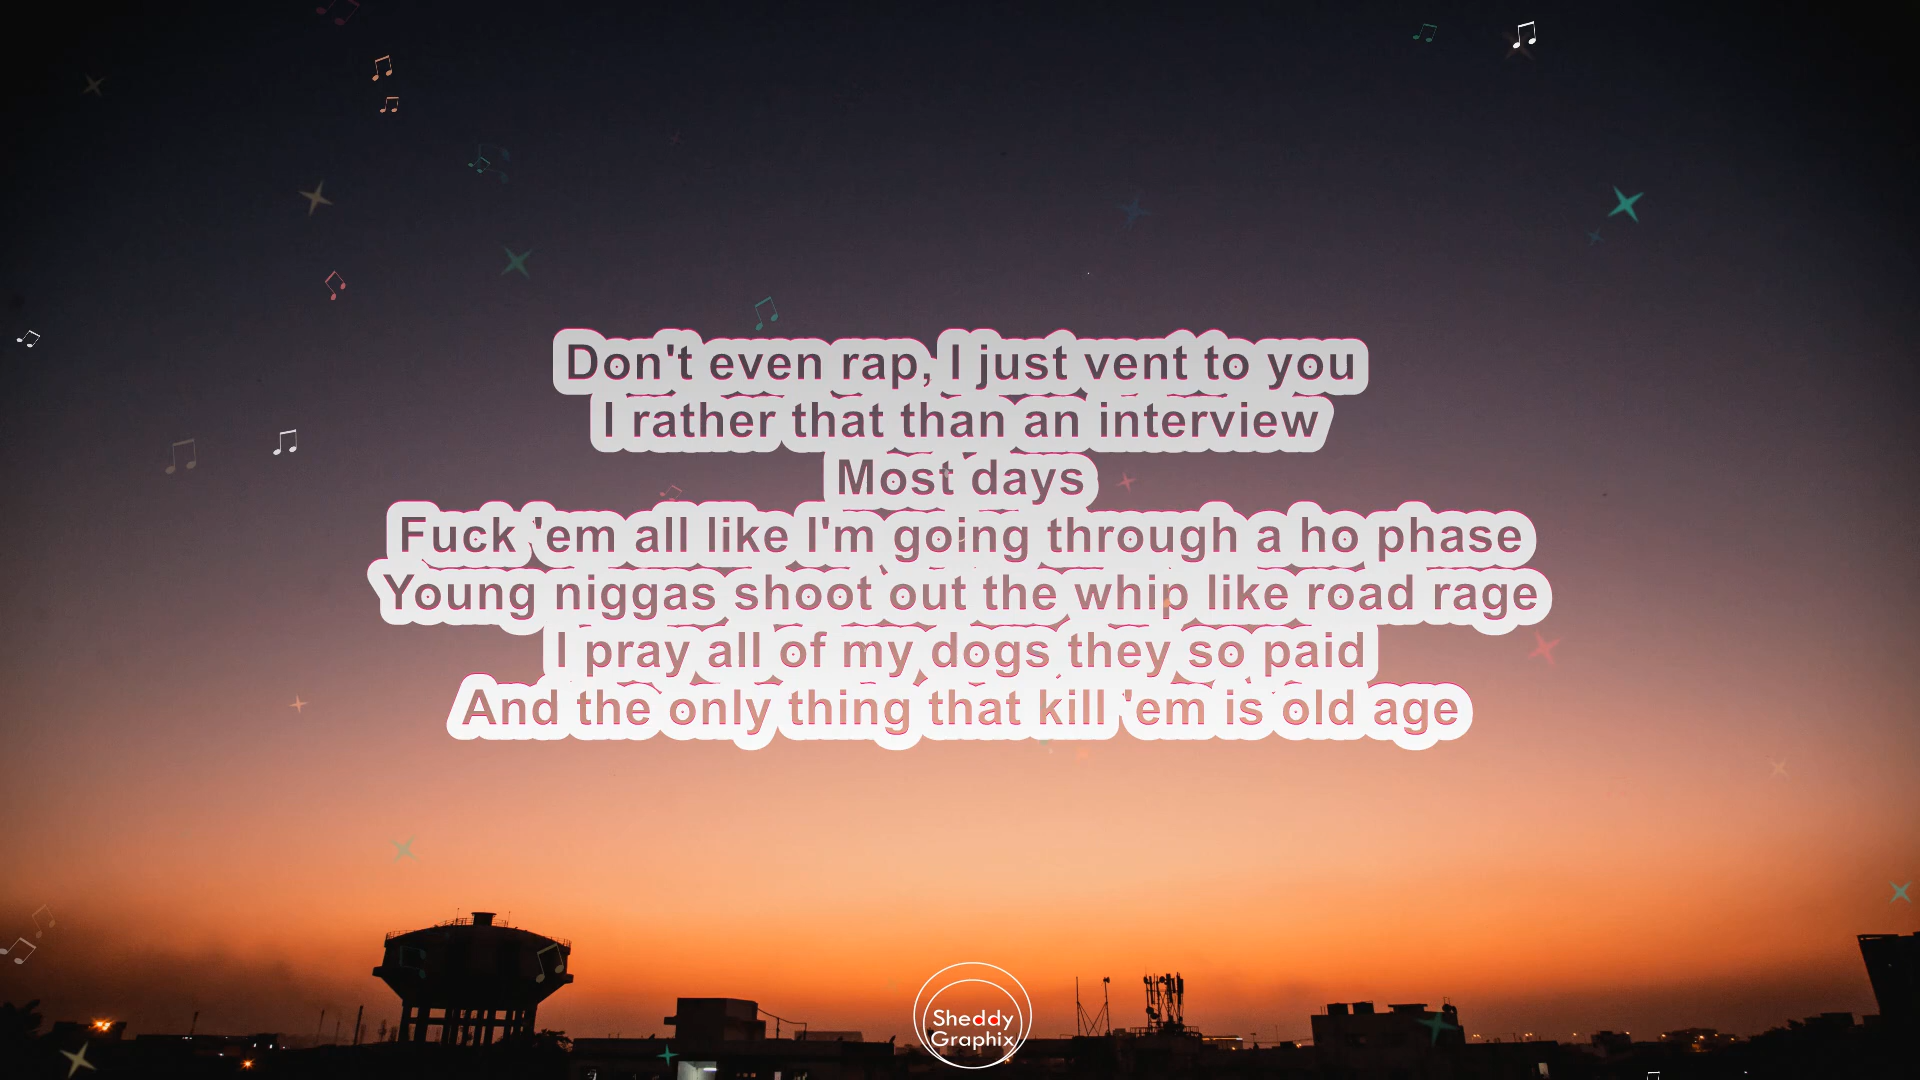 Don't even rap, I just vent to you
I rather that than an interview
Most days
Fuck 'em all like I'm going through a ho phase
Young niggas shoot out the whip like road rage
I pray all of my dogs they so paid
And the only thing that kill 'em is old age
Sheddy
Graphix